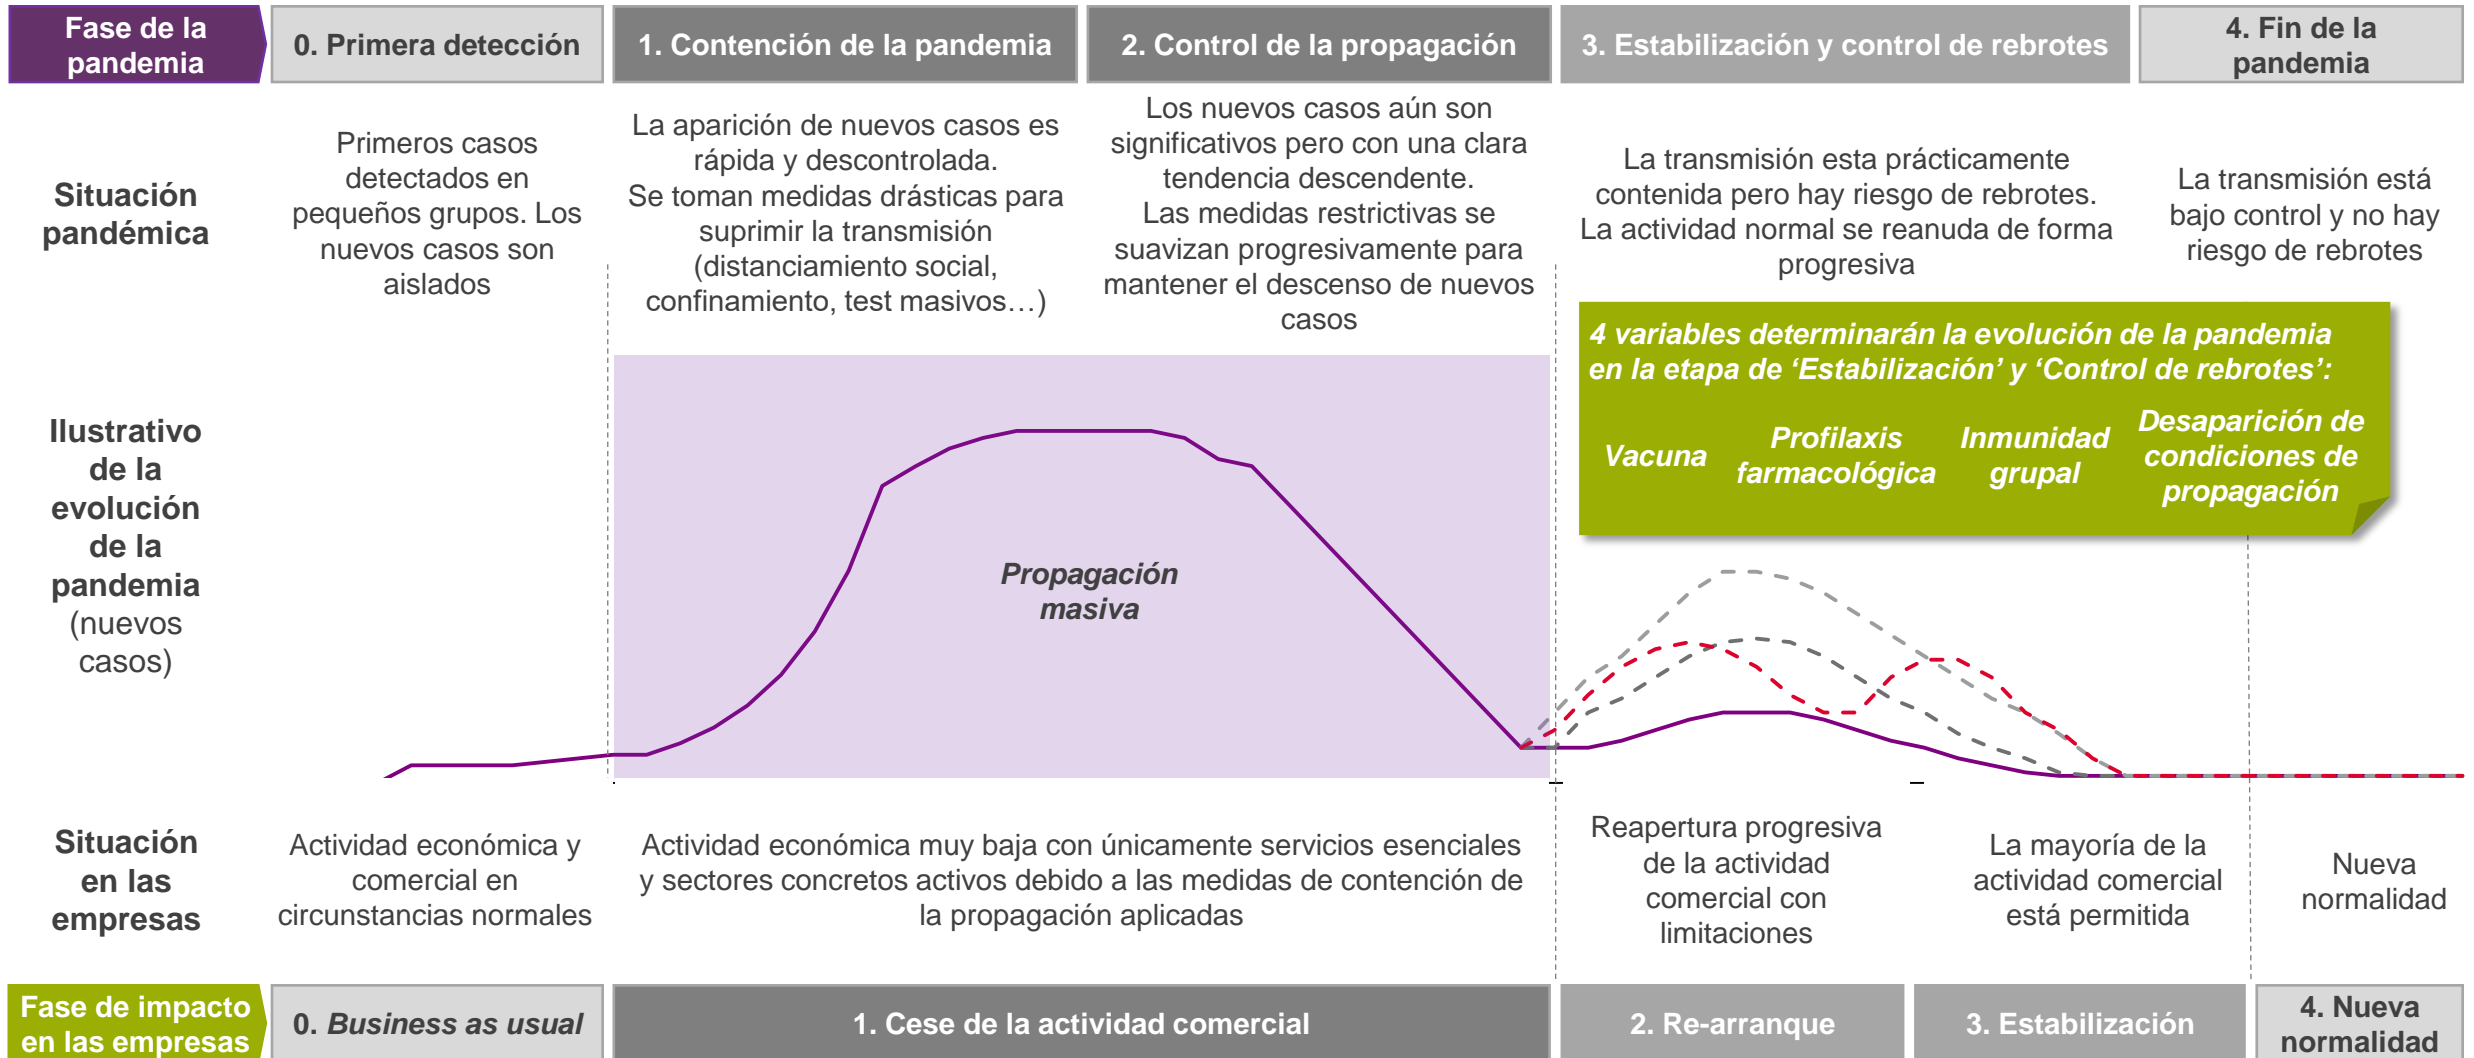 Fase de la
pandemia
0. Primera detección
1. Contención de la pandemia
2. Control de la propagación
3. Estabilización y control de rebrotes
4. Fin de la
pandemia
Situación
pandémica
Primeros casos
detectados en
pequeños grupos. Los
nuevos casos son
aislados
La aparición de nuevos casos es
rápida y descontrolada.
Se toman medidas drásticas para
suprimir la transmisión
(distanciamiento social,
confinamiento, test masivos…)
Los nuevos casos aún son
significativos pero con una clara
tendencia descendente.
Las medidas restrictivas se
suavizan progresivamente para
mantener el descenso de nuevos
casos
La transmisión esta prácticamente
contenida pero hay riesgo de rebrotes.
La actividad normal se reanuda de forma
progresiva
La transmisión está
bajo control y no hay
riesgo de rebrotes
4 variables determinarán la evolución de la pandemia
en la etapa de ‘Estabilización’ y ‘Control de rebrotes’:
Vacuna
Profilaxis
farmacológica
Inmunidad
grupal
Desaparición de
condiciones de
propagación
Ilustrativo
de la
evolución
de la
pandemia
(nuevos
casos)
Propagación
masiva
Situación
en las
empresas
Actividad económica y
comercial en
circunstancias normales
Actividad económica muy baja con únicamente servicios esenciales
y sectores concretos activos debido a las medidas de contención de
la propagación aplicadas
Reapertura progresiva
de la actividad
comercial con
limitaciones
La mayoría de la
actividad comercial
está permitida
Nueva
normalidad
Fase de impacto
en las empresas
0. Business as usual
1. Cese de la actividad comercial
2. Re-arranque
3. Estabilización
4. Nueva
normalidad